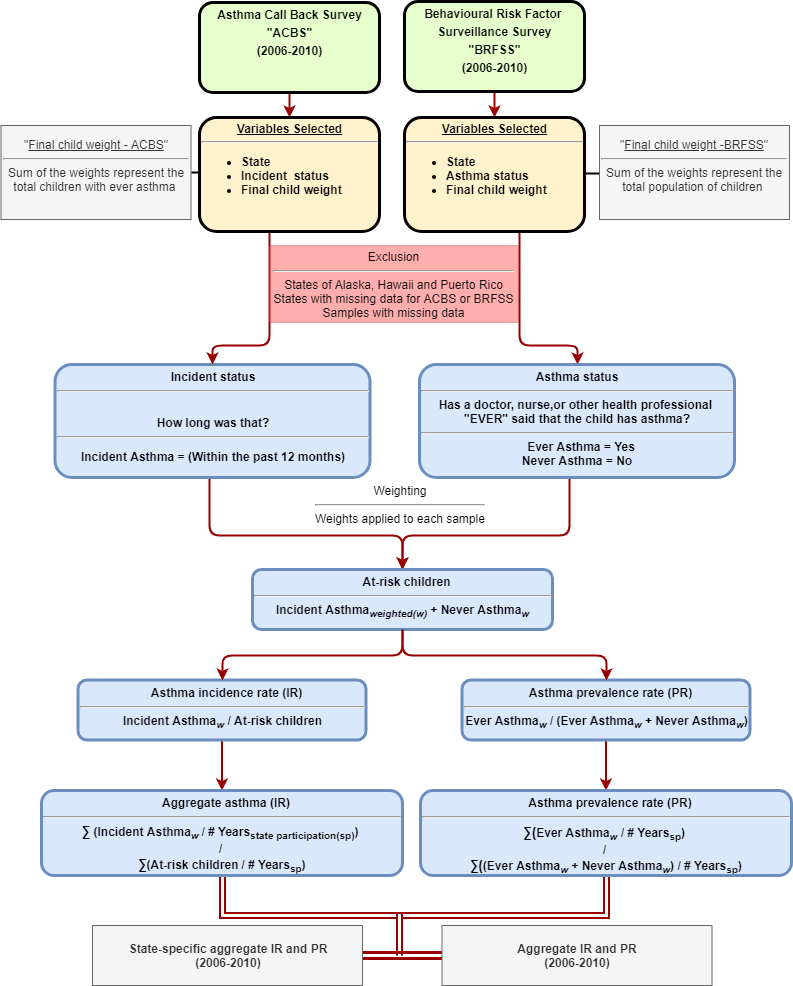 Asthma Call Back Survey
"ACBS"
(2006-2010)
Behavioural Risk Factor
Surveillance Survey
"BRFSS"
(2006-2010)
"Final child weight - ACBS"
Sum of the weights represent the
total children with ever asthma
Variables Selected
• State
• Incident status
• Final child weight
Variables Selected
• State
• Asthma status
• Final child weight
"Final child weight -BRFSS"
Sum of the weights represent the
total population of children
Exclusion
States of Alaska, Hawaii and Puerto Rico
States with missing data for ACBS or BRFSS
Samples with missing data
Incident status
How long was that?
Incident Asthma = (Within the past 12 months)
Asthma status
Has a doctor, nurse,or other health professional
"EVER" said that the child has asthma?
Ever Asthma = Yes
Never Asthma = No
Weighting
Weights applied to each sample
At-risk children
Incident Asthma weighted(w) + Never Asthma w
Asthma incidence rate (IR)
Incident Asthma w / At-risk children
Asthma prevalence rate (PR)
Ever Asthma w / (Ever Asthma w + Never Asthma w)
Aggregate asthma (IR)
∑ (Incident Asthma w / # Years state participation(sp))
/
∑(At-risk children / # Years sp)
Asthma prevalence rate (PR)
∑(Ever Asthma w / # Years sp)
/
∑((Ever Asthma w + Never Asthma w) / # Years sp)
State-specific aggregate IR and PR
(2006-2010)
Aggregate IR and PR
(2006-2010)